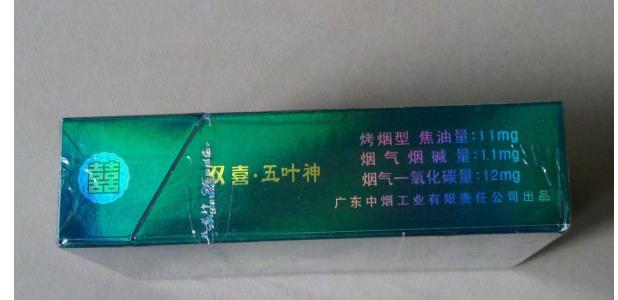 囍
双喜·五叶神
烤烟型 焦油量:11mg
烟气烟碱量:1.1mg
烟气一氧化碳量:12mg
广东中烟工业有限责任公司出品